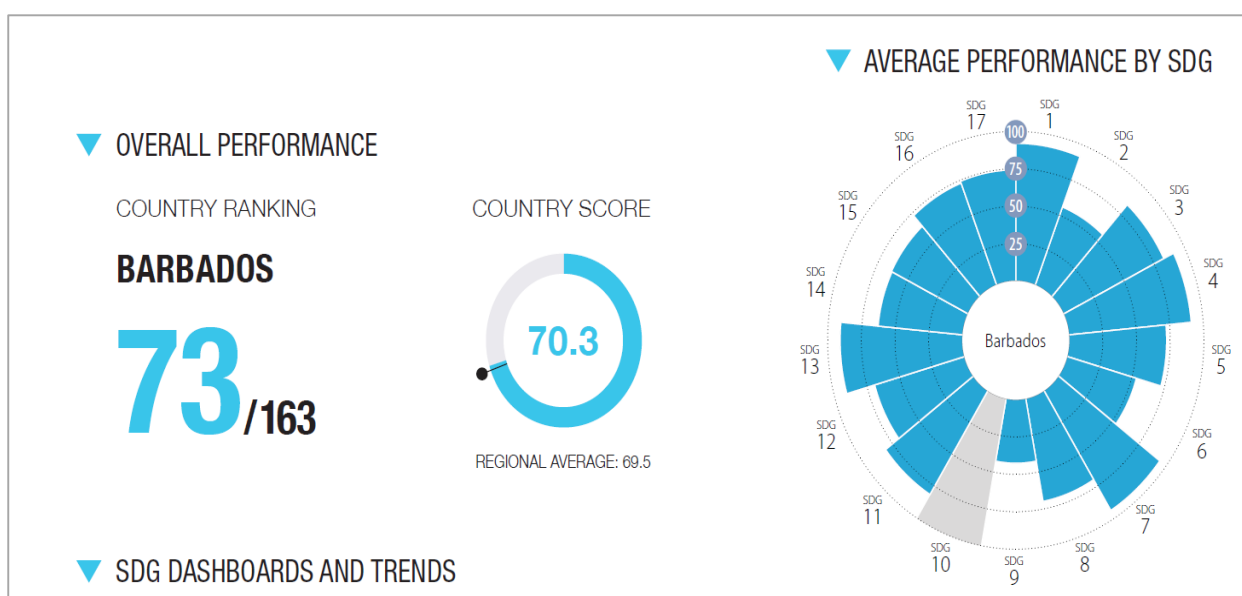 OVERALL PERFORMANCE
COUNTRY RANKING
BARBADOS
73/163
COUNTRY SCORE
70.3
REGIONAL AVERAGE: 69.5
SDG DASHBOARDS AND TRENDS
AVERAGE PERFORMANCE BY SDG
SDG
1
SDG
2
SDG
3
SDG
4
SDG
5
SDG
6
SDG
7
SDG
8
SDG
9
SDG
10
SDG
11
SDG
12
SDG
13
SDG
14
SDG
15
SDG
16
SDG
17
100
75
50
25
Barbados